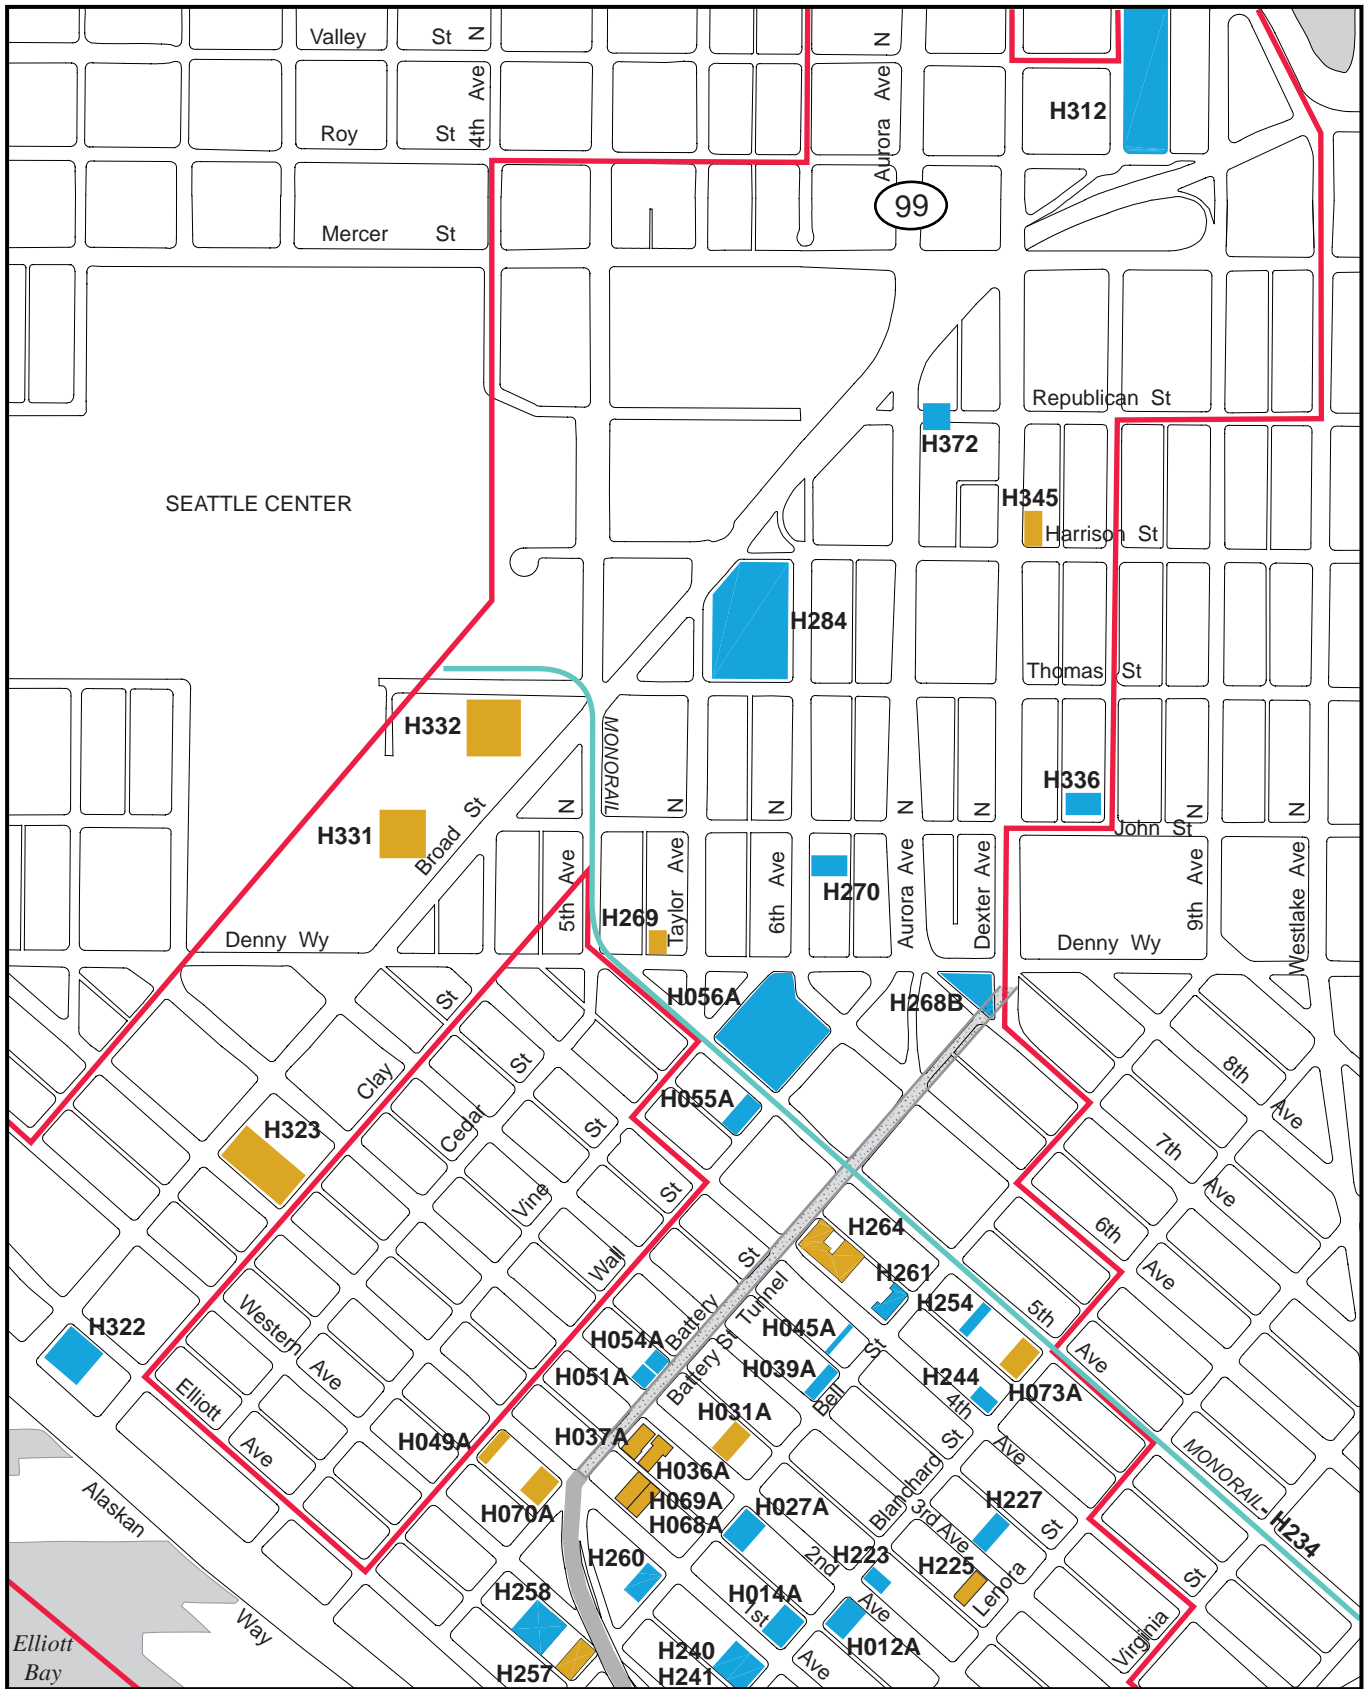 Valley St
4th Ave N
Aurora Ave N
H312
Roy St
99
Mercer St
Republican St
H372
SEATTLE CENTER
H345
Harrison St
H284
Thomas St
H332
MONORAIL
H336
H331
Broad St
John St
5th Ave N
Taylor Ave N
6th Ave N
H270
Aurora Ave N
Dexter Ave N
9th Ave N
Westlake Ave N
H269
Denny Wy
Denny Wy
H056A
H268B
8th Ave
Clay St
H055A
H323
Cedar St
7th Ave
Vine St
6th Ave
Wall St
H264
H261
H254
5th Ave
H322
Western Ave
Battery St
Battery St Tunnel
H045A
H054A
H051A
H039A
Bell St
H244
H073A
4th Ave
Elliott Ave
H031A
H049A
H037A
H036A
MONORAIL - H234
Blanchard St
H070A
H069A
H068A
H027A
3rd Ave
H227
Alaskan Way
H260
2nd Ave
H223
H225
Lenora St
H258
H014A
1st Ave
H012A
Virginia St
H257
H240
H241
Elliott
Bay